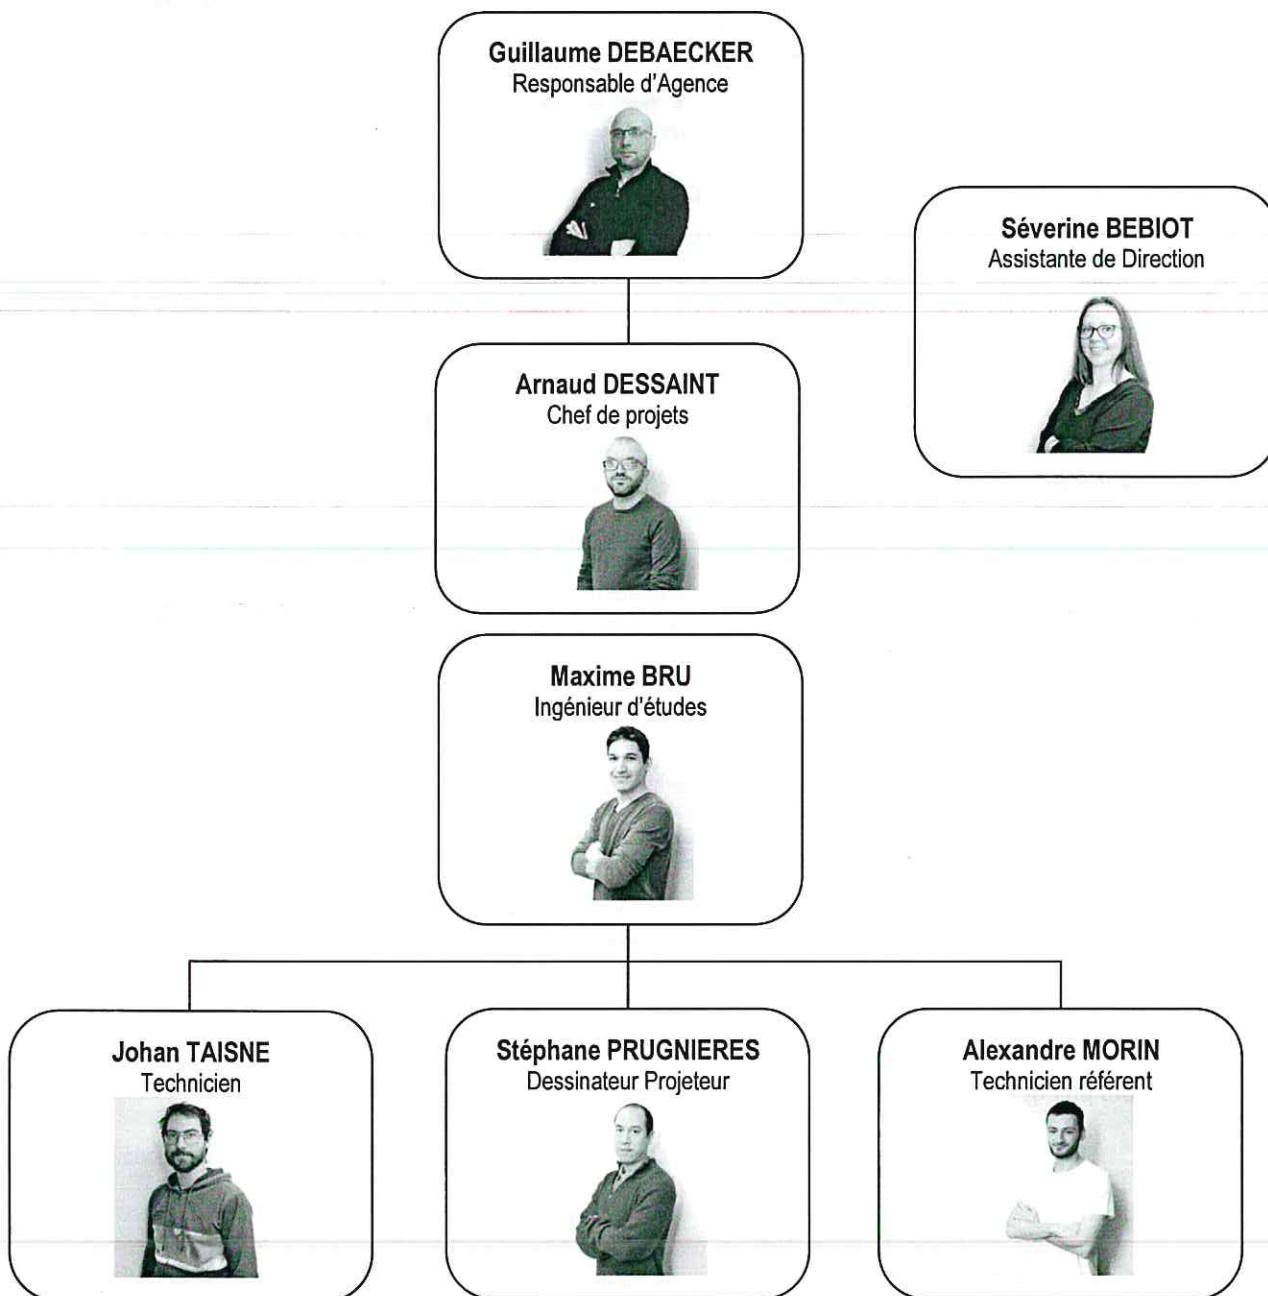 Guillaume DEBAECKER
Responsable d'Agence
Séverine BEBIOT
Assistante de Direction
Arnaud DESSAINT
Chef de projets
Maxime BRU
Ingénieur d'études
Johan TAISNE
Technicien
Stéphane PRUGNIERES
Dessinateur Projeteur
Alexandre MORIN
Technicien référent